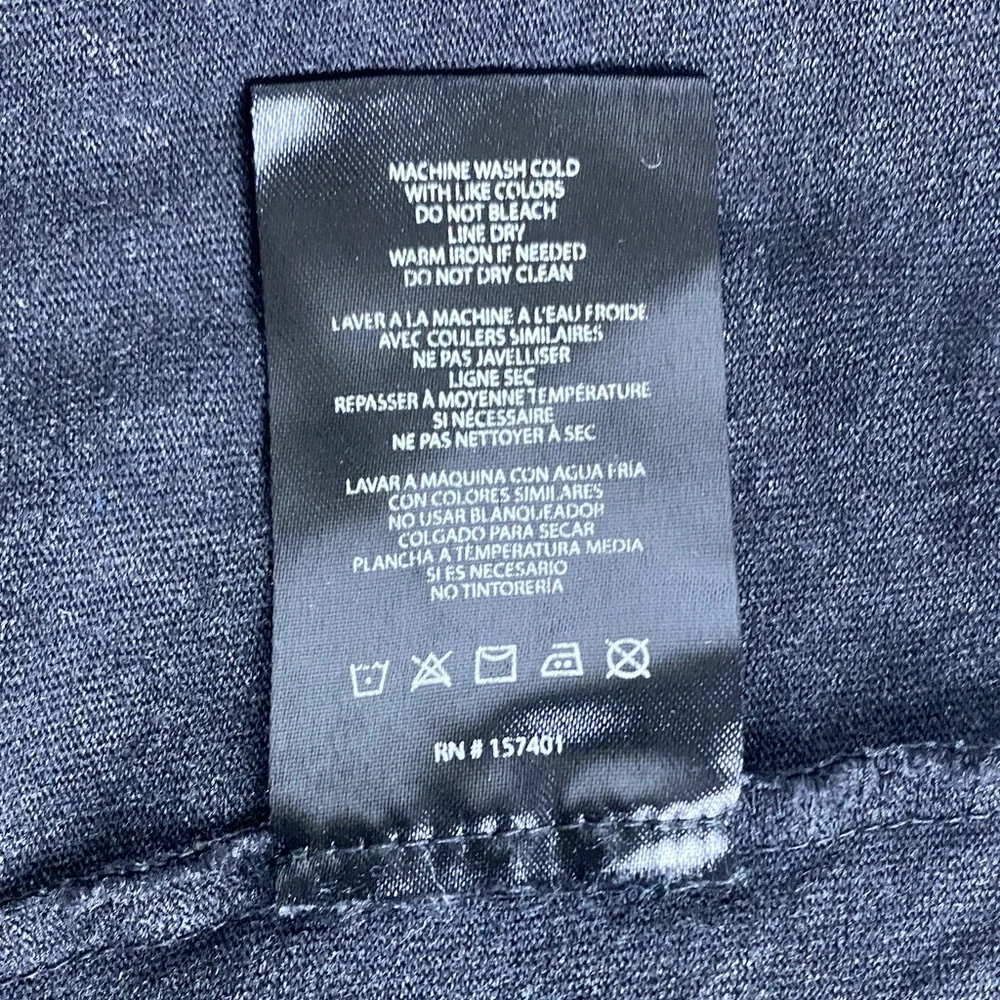 MACHINE WASH COLD
WITH LIKE COLORS
DO NOT BLEACH
LINE DRY
WARM IRON IF NEEDED
DO NOT DRY CLEAN
LAVER A LA MACHINE A L'EAU FROIDE
AVEC COULERS SIMILAIRES
NE PAS JAVELLISER
LIGNE SEC
REPASSER À MOYENNE TEMPÉRATURE
SI NÉCESSAIRE
NE PAS NETTOYER À SEC
LAVAR A MÁQUINA CON AGUA FRÍA
CON COLORES SIMILARES
NO USAR BLANQUEADOR
COLGADO PARA SECAR
PLANCHA A TEMPERATURA MEDIA
SI ES NECESARIO
NO TINTORERÍA
RN # 157401